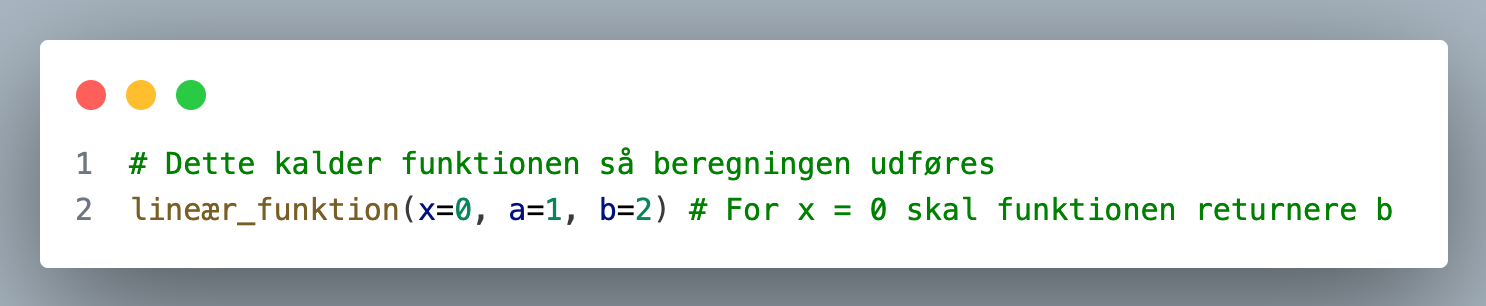 1 # Dette kalder funktionen så beregningen udføres
2 lineær_funktion(x=0, a=1, b=2) # For x = 0 skal funktionen returnere b